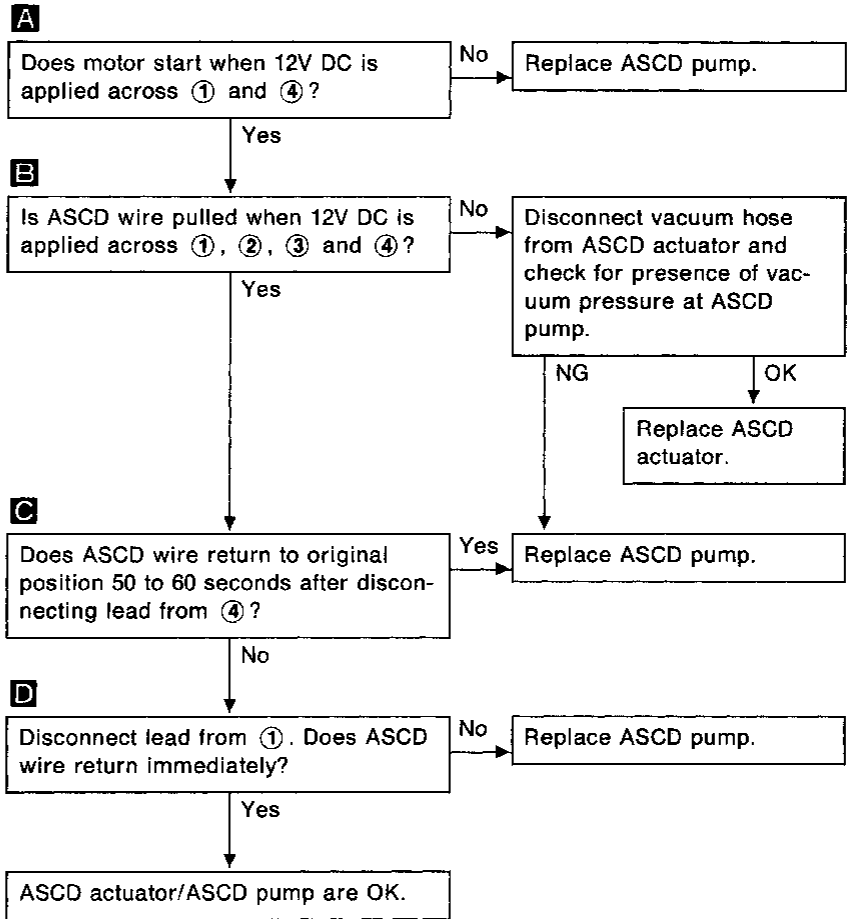 A
Does motor start when 12V DC is
applied across ① and ④?
No
Replace ASCD pump.
Yes
B
Is ASCD wire pulled when 12V DC is
applied across ①, ②, ③ and ④?
No
Disconnect vacuum hose
from ASCD actuator and
check for presence of vac-
uum pressure at ASCD
pump.
Yes
NG
OK
Replace ASCD
actuator.
C
Does ASCD wire return to original
position 50 to 60 seconds after discon-
necting lead from ④?
Yes
Replace ASCD pump.
No
D
Disconnect lead from ①. Does ASCD
wire return immediately?
No
Replace ASCD pump.
Yes
ASCD actuator/ASCD pump are OK.